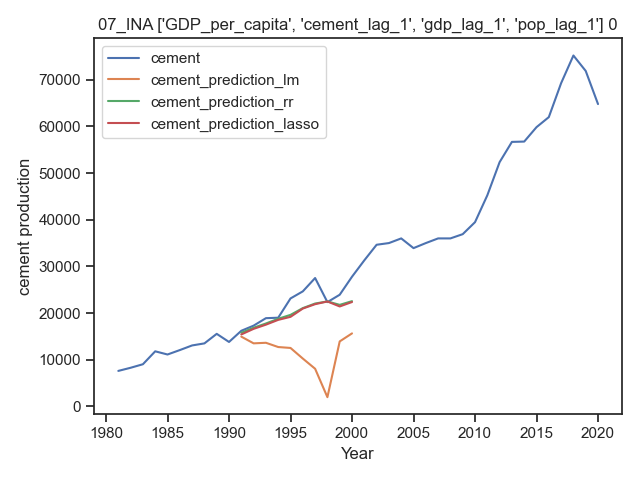 07_INA ['GDP_per_capita', 'cement_lag_1', 'gdp_lag_1', 'pop_lag_1'] 0
cement
cement_prediction_lm
cement_prediction_rr
cement_prediction_lasso
70000
60000
50000
40000
30000
20000
10000
0
cement production
1980 1985 1990 1995 2000 2005 2010 2015 2020
Year